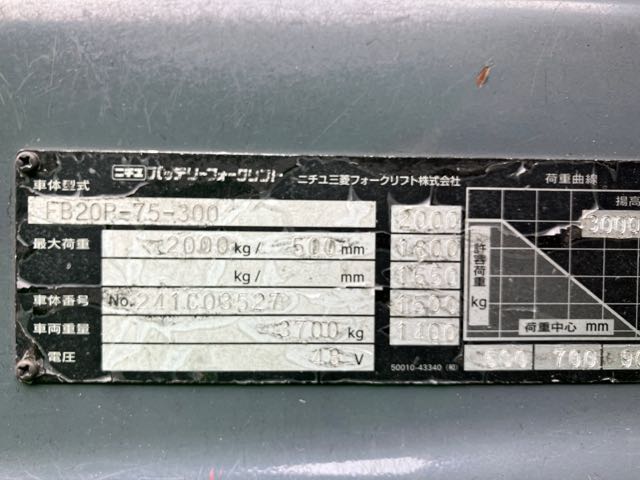 ニチユ バッテリーフォークリフト ニチユ三菱フォークリフト株式会社
車体型式
FB20P-75-300
最大荷重 2000 kg/ 500 mm
kg/ mm
車体番号 No. 241C08527
車両重量 3700 kg
電圧 48 V
50010-43340 (和)
荷重曲線
揚高
3000
2000
許容荷重 kg
1400
荷重中心 mm
500 700